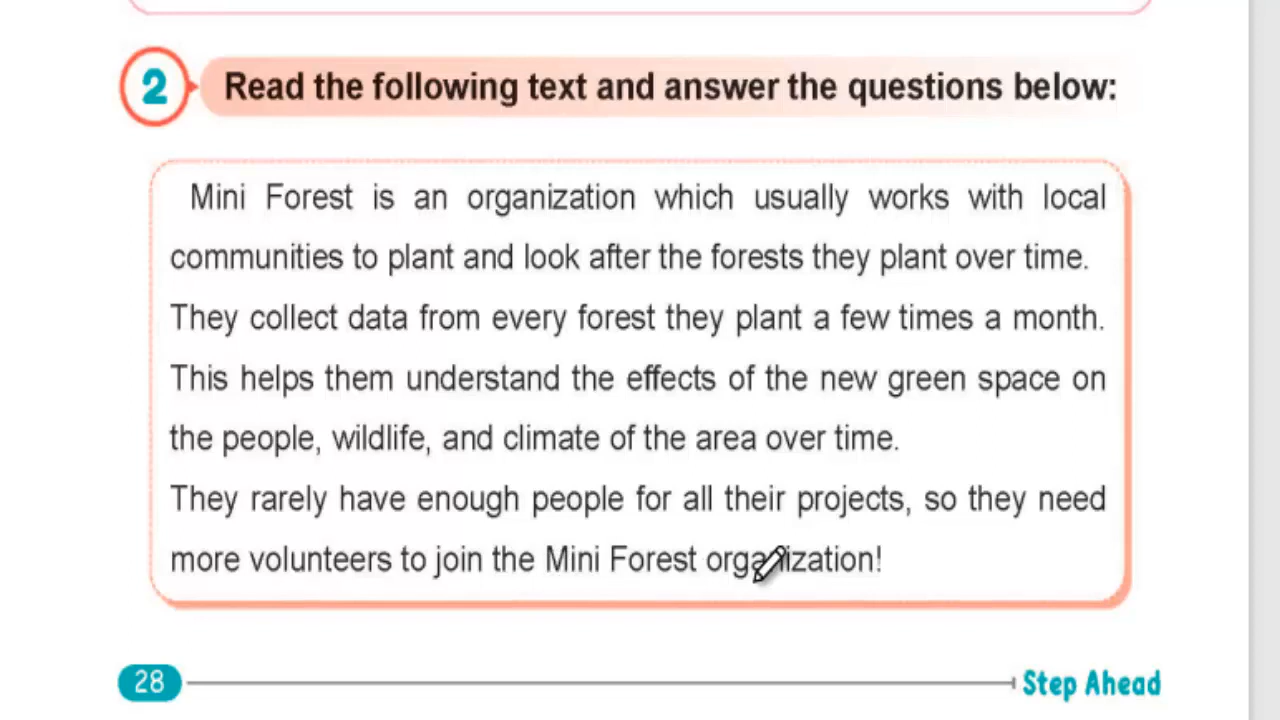 2
Read the following text and answer the questions below:
Mini Forest is an organization which usually works with local
communities to plant and look after the forests they plant over time.
They collect data from every forest they plant a few times a month.
This helps them understand the effects of the new green space on
the people, wildlife, and climate of the area over time.
They rarely have enough people for all their projects, so they need
more volunteers to join the Mini Forest organization!
28
Step Ahead